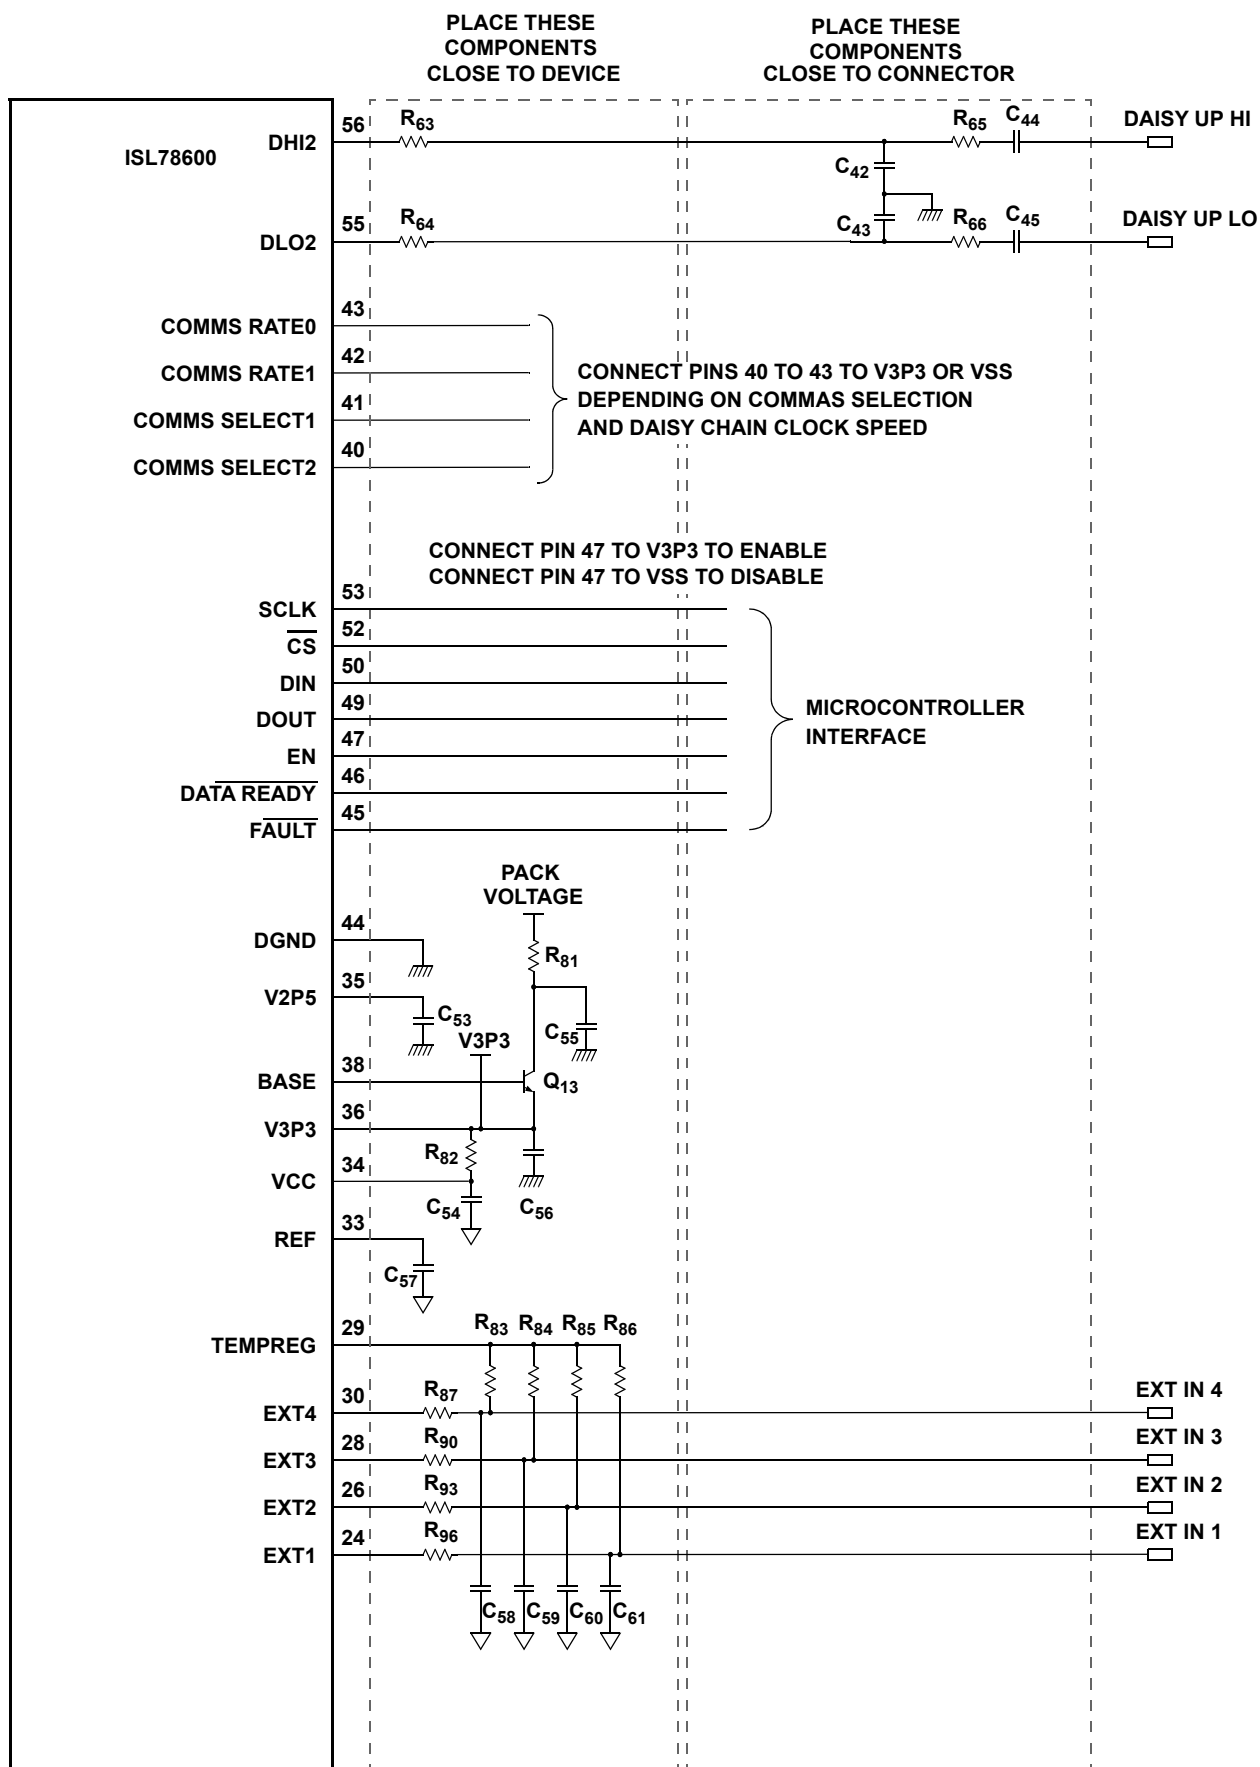 PLACE THESE
COMPONENTS
CLOSE TO DEVICE
PLACE THESE
COMPONENTS
CLOSE TO CONNECTOR
ISL78600
DHI2
56
R63
R65
C44
DAISY UP HI
C42
DLO2
55
R64
C43
R66
C45
DAISY UP LO
COMMS RATE0
43
COMMS RATE1
42
COMMS SELECT1
41
COMMS SELECT2
40
CONNECT PINS 40 TO 43 TO V3P3 OR VSS
DEPENDING ON COMMAS SELECTION
AND DAISY CHAIN CLOCK SPEED
CONNECT PIN 47 TO V3P3 TO ENABLE
CONNECT PIN 47 TO VSS TO DISABLE
SCLK
53
CS
52
DIN
50
DOUT
49
EN
47
DATA READY
46
FAULT
45
MICROCONTROLLER
INTERFACE
PACK
VOLTAGE
DGND
44
R81
V2P5
35
C53
C55
V3P3
BASE
38
Q13
V3P3
36
R82
VCC
34
C54
C56
REF
33
C57
TEMPREG
29
R83
R84
R85
R86
EXT4
30
R87
EXT IN 4
EXT3
28
R90
EXT IN 3
EXT2
26
R93
EXT IN 2
EXT1
24
R96
EXT IN 1
C58
C59
C60
C61